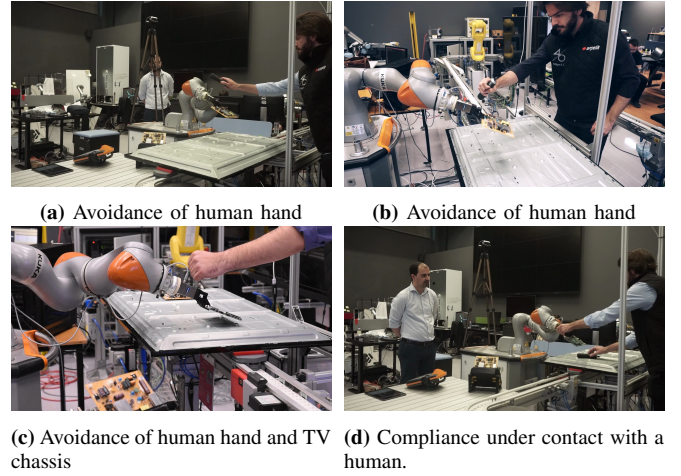 (a) Avoidance of human hand
(b) Avoidance of human hand
KUKA
(c) Avoidance of human hand and TV
chassis
(d) Compliance under contact with a
human.